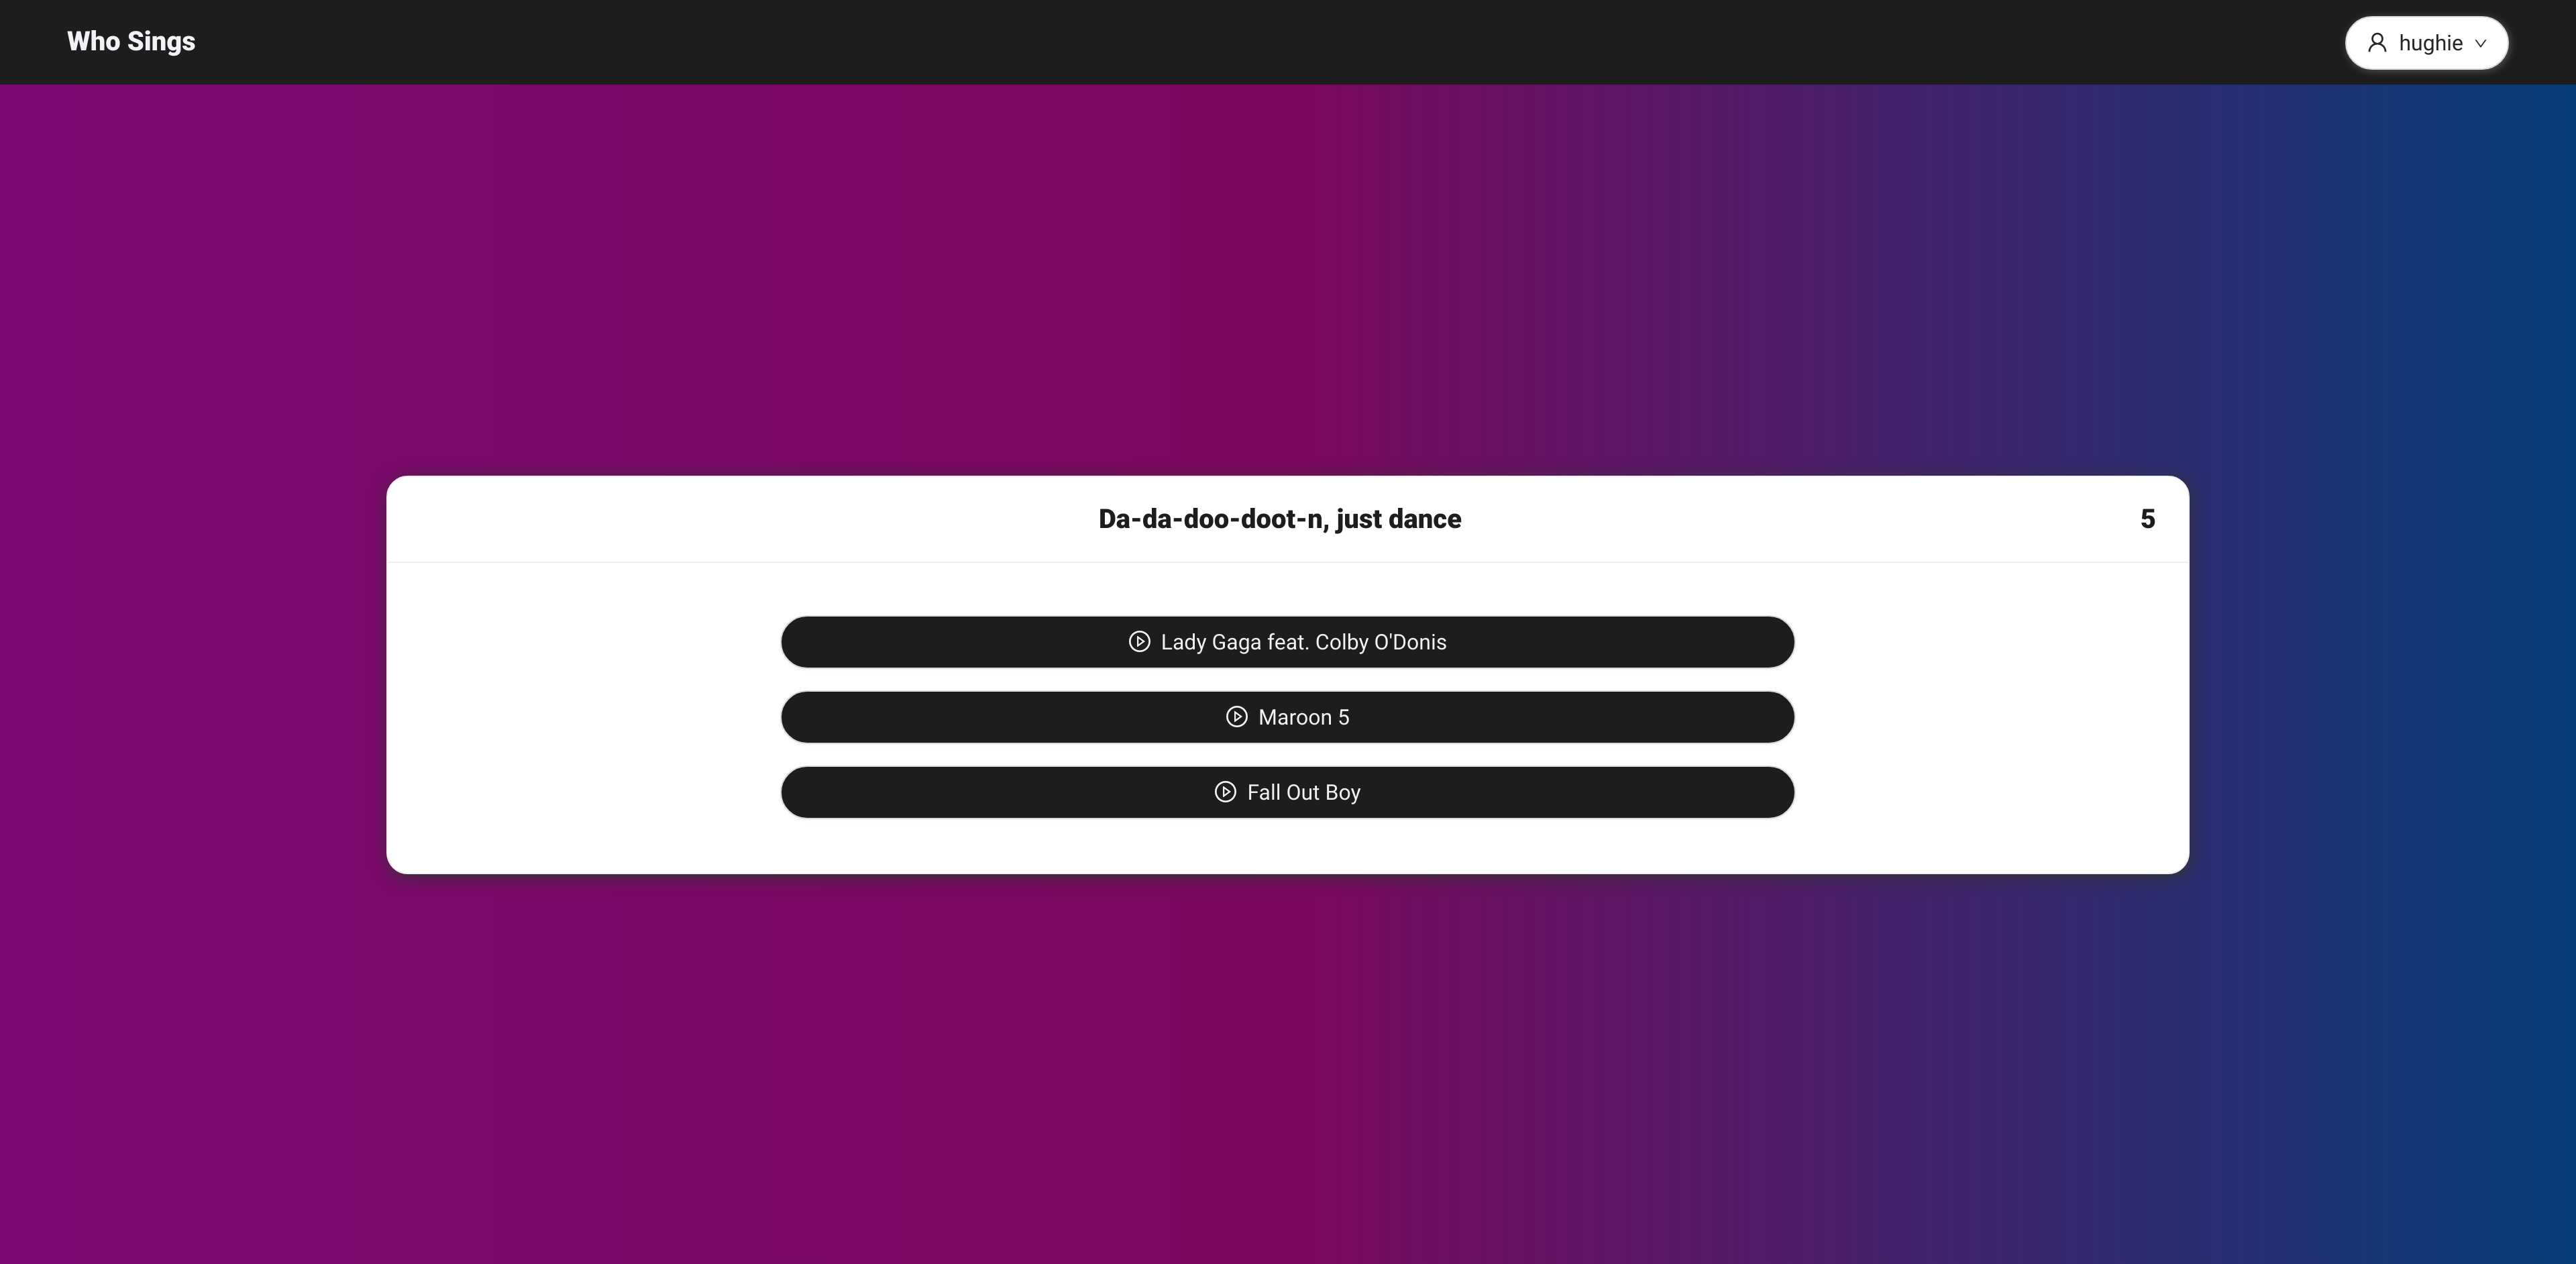 Who Sings
hughie
Da-da-doo-doot-n, just dance
5
Lady Gaga feat. Colby O'Donis
Maroon 5
Fall Out Boy